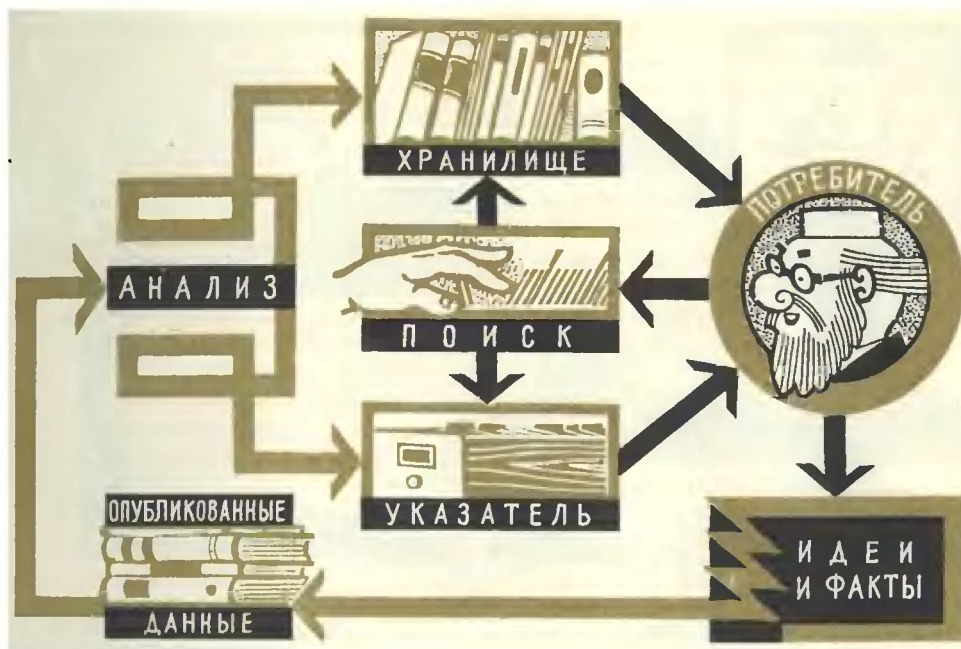 ХРАНИЛИЩЕ
ПОТРЕБИТЕЛЬ
АНАЛИЗ
ПОИСК
УКАЗАТЕЛЬ
ОПУБЛИКОВАННЫЕ
ДАННЫЕ
ИДЕИ
И ФАКТЫ